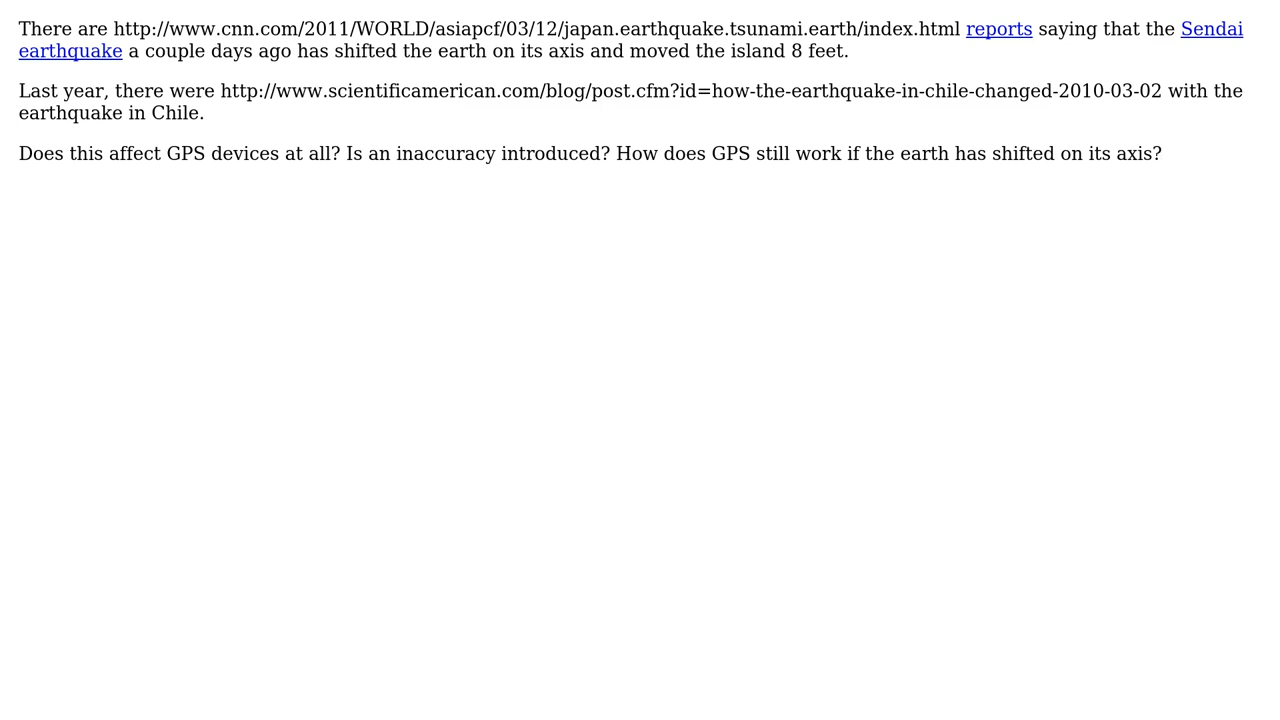 There are http://www.cnn.com/2011/WORLD/asiapcf/03/12/japan.earthquake.tsunami.earth/index.html reports saying that the Sendai
earthquake a couple days ago has shifted the earth on its axis and moved the island 8 feet.
Last year, there were http://www.scientificamerican.com/blog/post.cfm?id=how-the-earthquake-in-chile-changed-2010-03-02 with the
earthquake in Chile.
Does this affect GPS devices at all? Is an inaccuracy introduced? How does GPS still work if the earth has shifted on its axis?